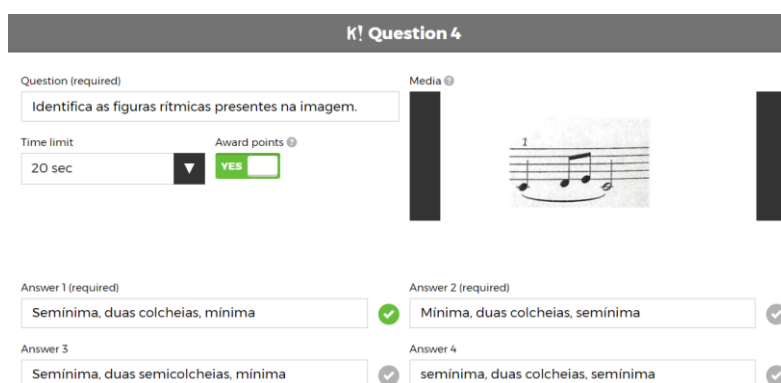 K! Question 4
Question (required)
Media
Identifica as figuras rítmicas presentes na imagem.
Time limit
Award points
20 sec
YES
1
Answer 1 (required)
Answer 2 (required)
Semínima, duas colcheias, mínima
Mínima, duas colcheias, semínima
Answer 3
Answer 4
Semínima, duas semicolcheias, mínima
semínima, duas colcheias, semínima